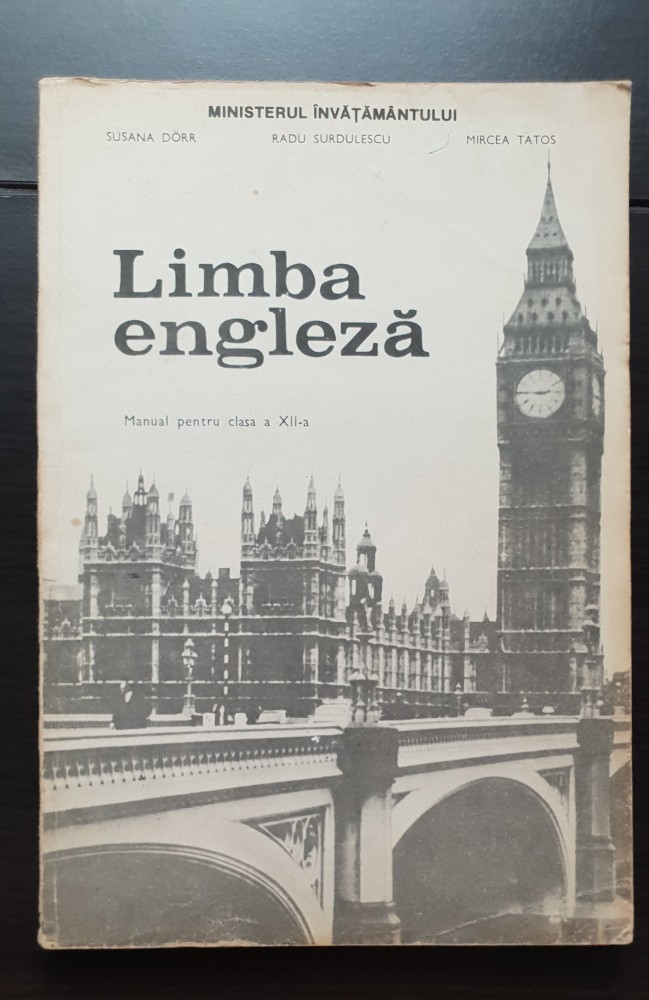 MINISTERUL ÎNVĂȚĂMÂNTULUI
SUSANA DÖRR RADU SURDULESCU MIRCEA TATOS
Limba
engleză
Manual pentru clasa a XII-a